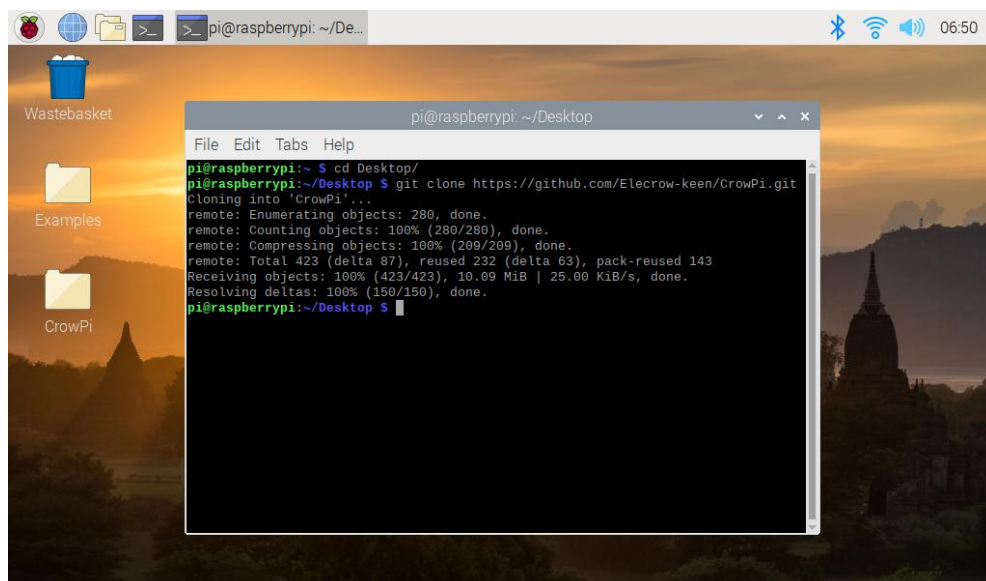 pi@raspberrypi: ~/De...
06:50
Wastebasket
Examples
CrowPi
pi@raspberrypi: ~/Desktop
File Edit Tabs Help
pi@raspberrypi:~ $ cd Desktop/
pi@raspberrypi:~/Desktop $ git clone https://github.com/Elecrow-keen/CrowPi.git
Cloning into 'CrowPi'...
remote: Enumerating objects: 280, done.
remote: Counting objects: 100% (280/280), done.
remote: Compressing objects: 100% (209/209), done.
remote: Total 423 (delta 87), reused 232 (delta 63), pack-reused 143
Receiving objects: 100% (423/423), 10.09 MiB | 25.00 KiB/s, done.
Resolving deltas: 100% (150/150), done.
pi@raspberrypi:~/Desktop $